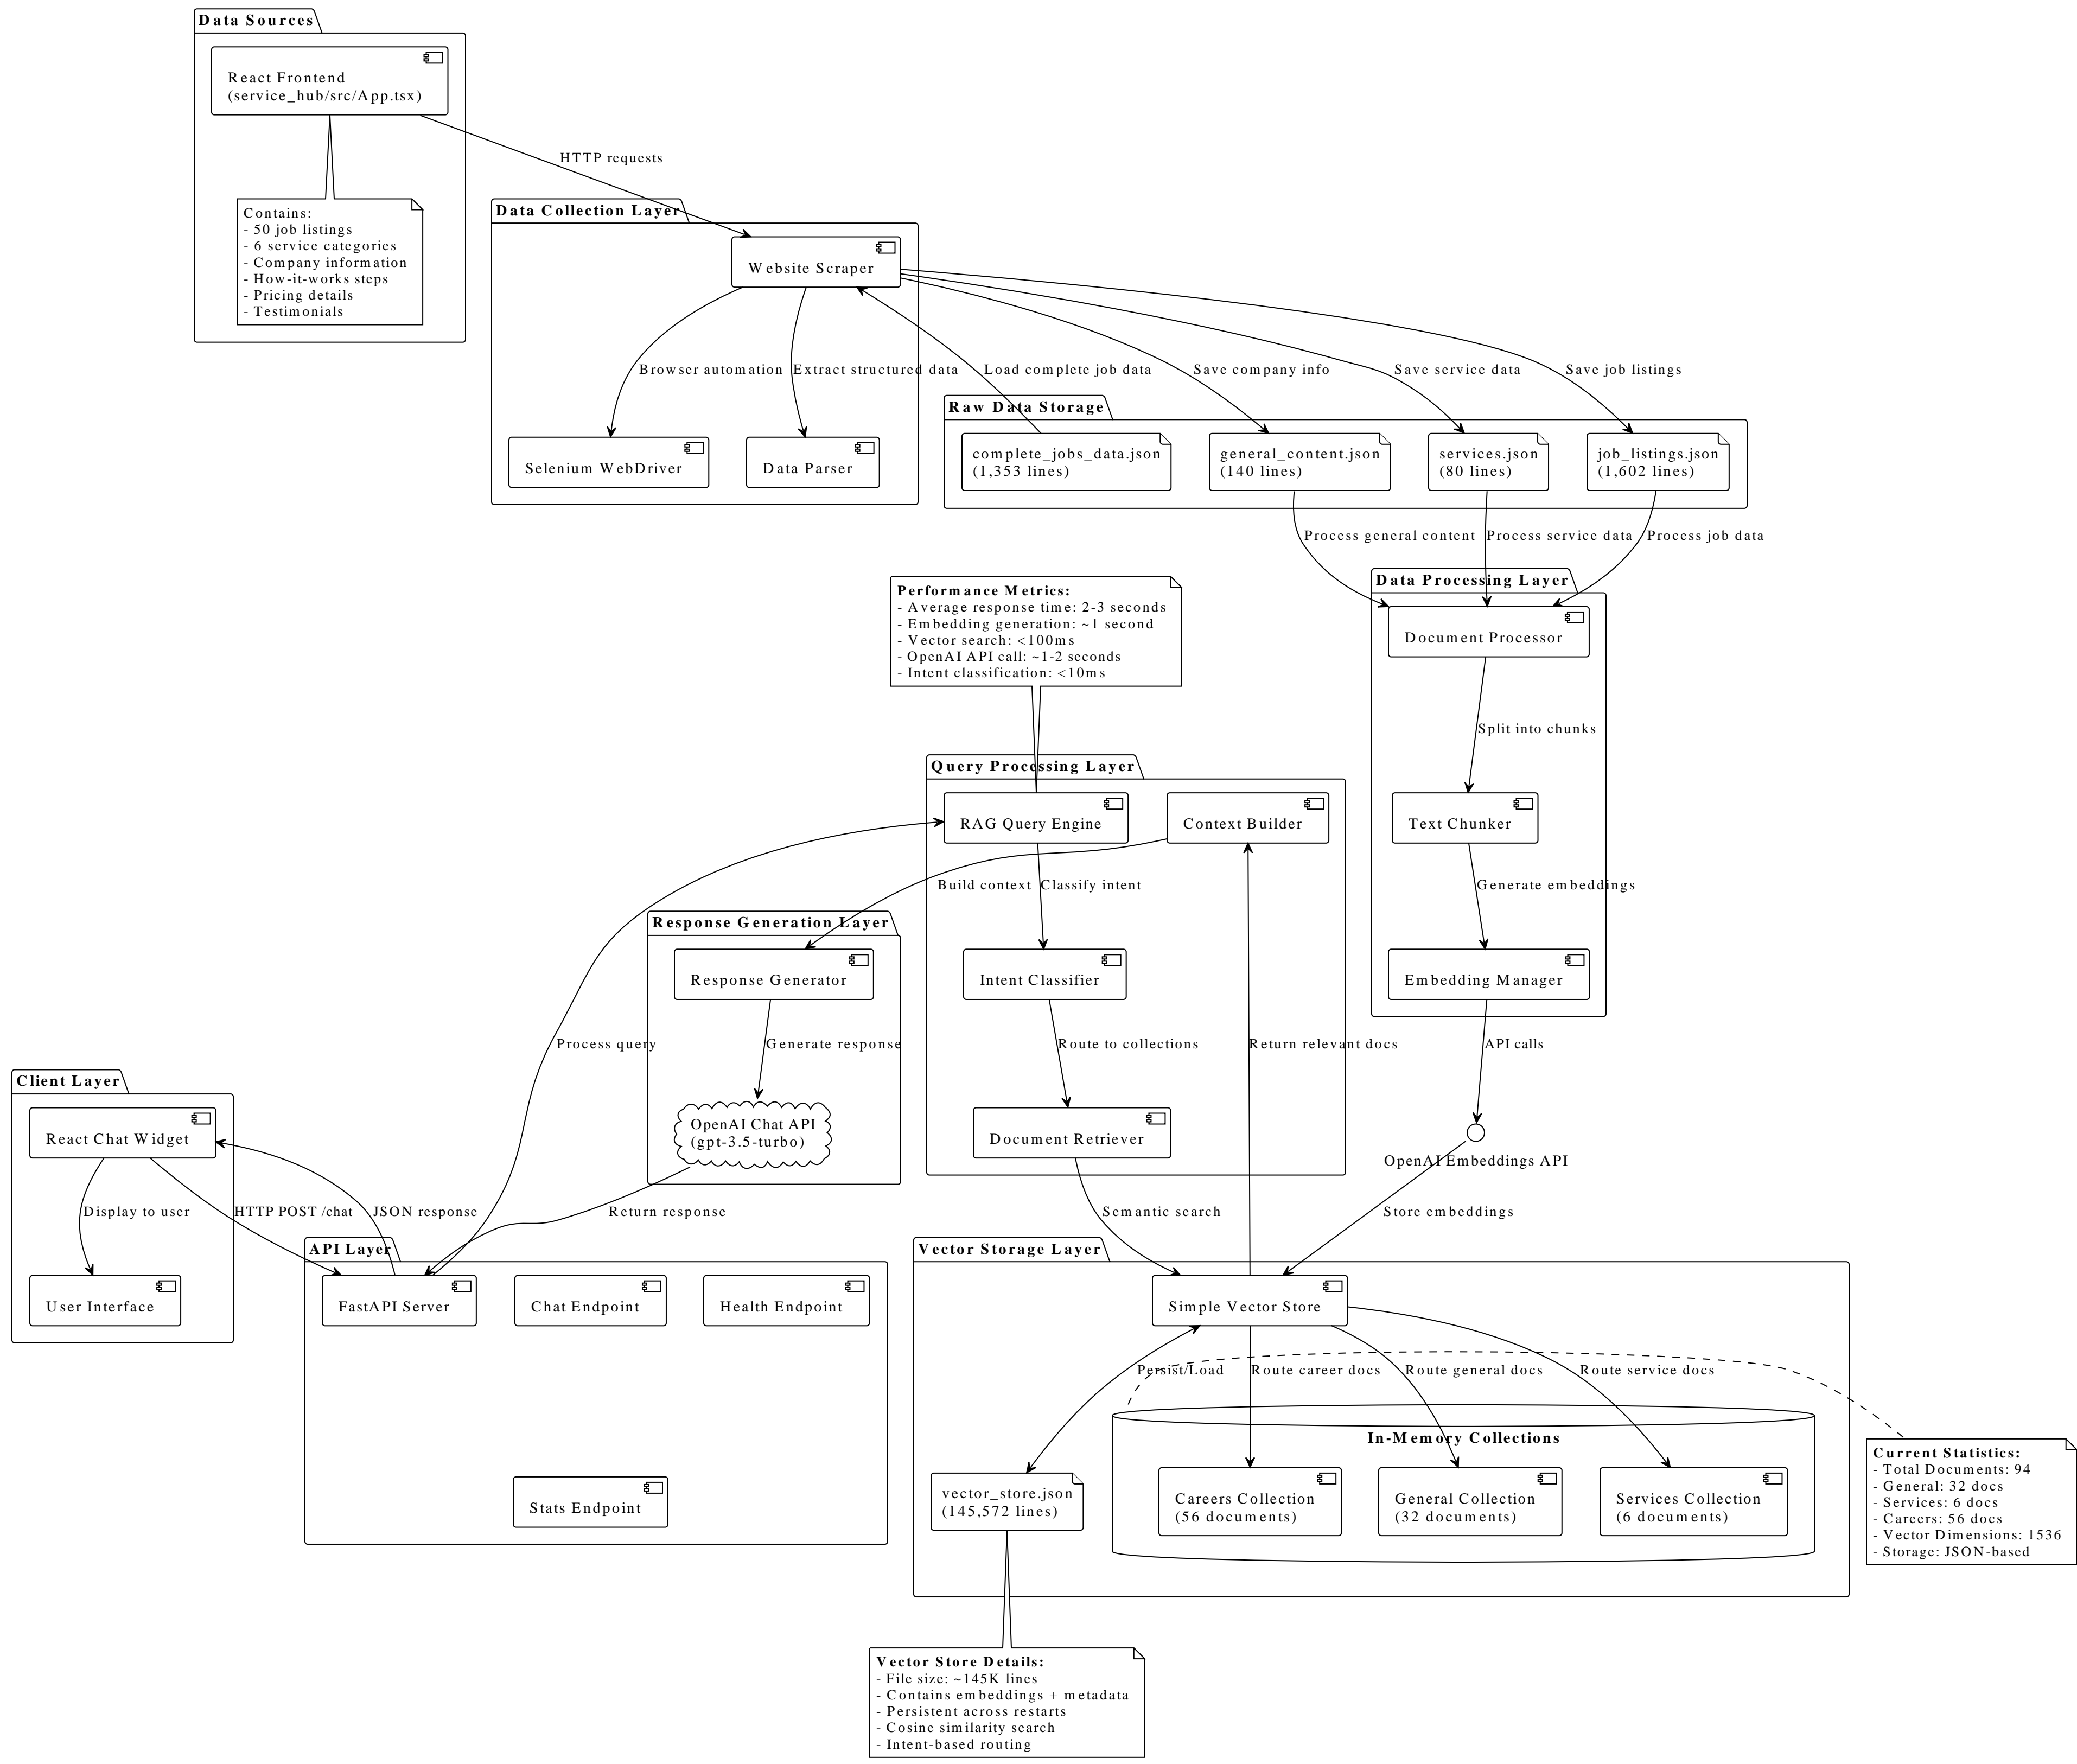 Data Sources
React Frontend
(service_hub/src/App.tsx)
HTTP requests
Contains:
- 50 job listings
- 6 service categories
- Company information
- How-it-works steps
- Pricing details
- Testimonials
Data Collection Layer
Website Scraper
Browser automation
Extract structured data
Load complete job data
Save company info
Save service data
Save job listings
Selenium WebDriver
Data Parser
Raw Data Storage
complete_jobs_data.json
(1,353 lines)
general_content.json
(140 lines)
services.json
(80 lines)
job_listings.json
(1,602 lines)
Process general content
Process service data
Process job data
Performance Metrics:
- Average response time: 2-3 seconds
- Embedding generation: ~1 second
- Vector search: <100ms
- OpenAI API call: ~1-2 seconds
- Intent classification: <10ms
Data Processing Layer
Document Processor
Split into chunks
Text Chunker
Generate embeddings
Embedding Manager
API calls
OpenAI Embeddings API
Store embeddings
Query Processing Layer
RAG Query Engine
Context Builder
Build context
Classify intent
Intent Classifier
Route to collections
Return relevant docs
Document Retriever
Semantic search
Response Generation Layer
Response Generator
Generate response
OpenAI Chat API
(gpt-3.5-turbo)
Return response
Process query
Client Layer
React Chat Widget
Display to user
HTTP POST /chat
JSON response
User Interface
API Layer
FastAPI Server
Chat Endpoint
Health Endpoint
Stats Endpoint
Vector Storage Layer
Simple Vector Store
Persist/Load
Route career docs
Route general docs
Route service docs
In-Memory Collections
vector_store.json
(145,572 lines)
Careers Collection
(56 documents)
General Collection
(32 documents)
Services Collection
(6 documents)
Current Statistics:
- Total Documents: 94
- General: 32 docs
- Services: 6 docs
- Careers: 56 docs
- Vector Dimensions: 1536
- Storage: JSON-based
Vector Store Details:
- File size: ~145K lines
- Contains embeddings + metadata
- Persistent across restarts
- Cosine similarity search
- Intent-based routing